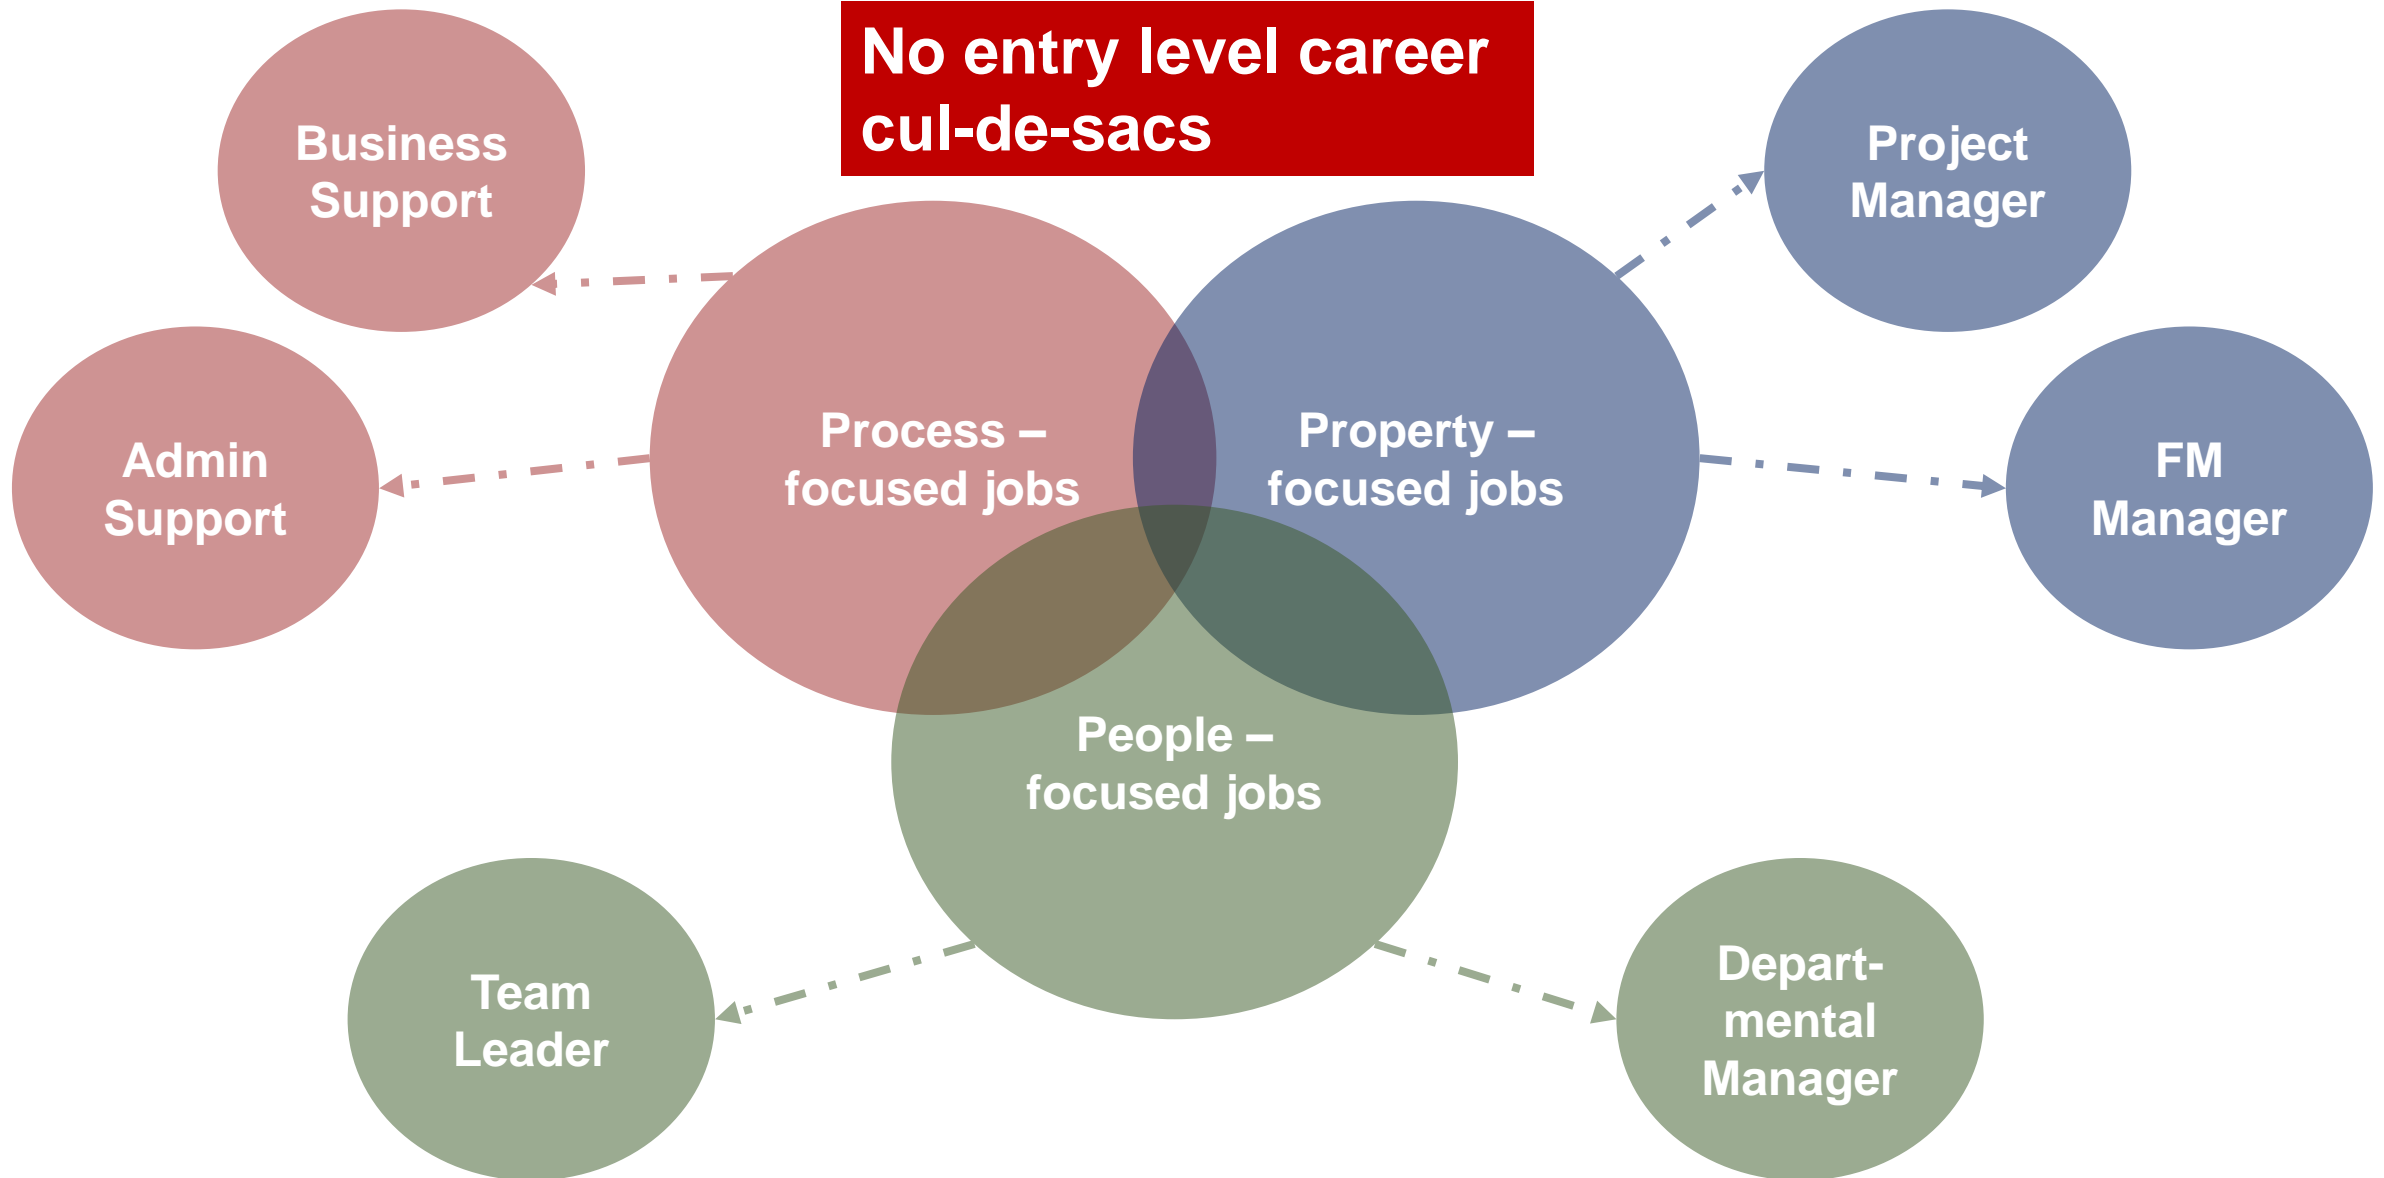 No entry level career
cul-de-sacs
Business
Support
Project
Manager
Admin
Support
Process –
focused jobs
Property –
focused jobs
FM
Manager
People –
focused jobs
Team
Leader
Depart-
mental
Manager